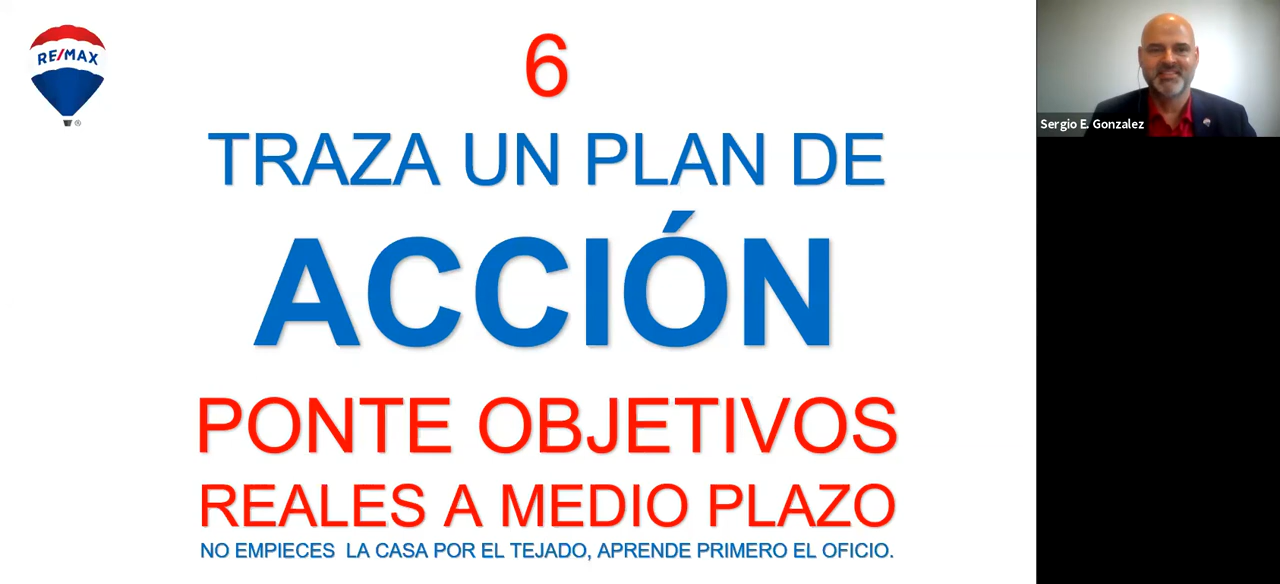 RE/MAX
®
6
TRAZA UN PLAN DE
ACCIÓN
PONTE OBJETIVOS
REALES A MEDIO PLAZO
NO EMPIECES LA CASA POR EL TEJADO, APRENDE PRIMERO EL OFICIO.
Sergio E. Gonzalez